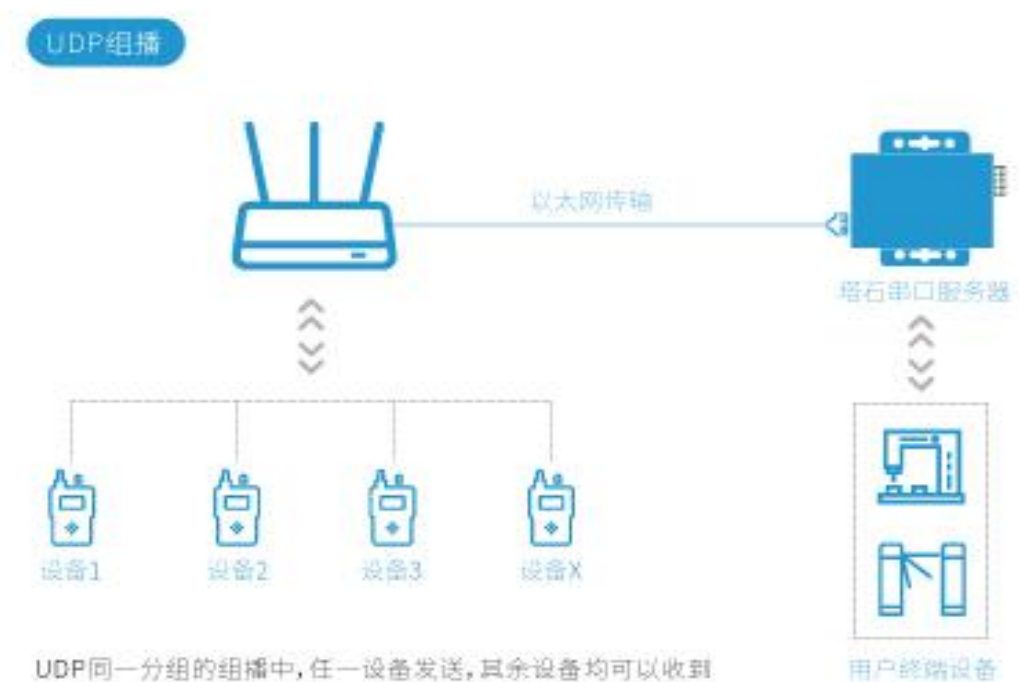 UDP组播
以太网传输
塔石串口服务器
设备1
设备2
设备3
设备X
UDP同一分组的组播中,任一设备发送,其余设备均可以收到
用户终端设备